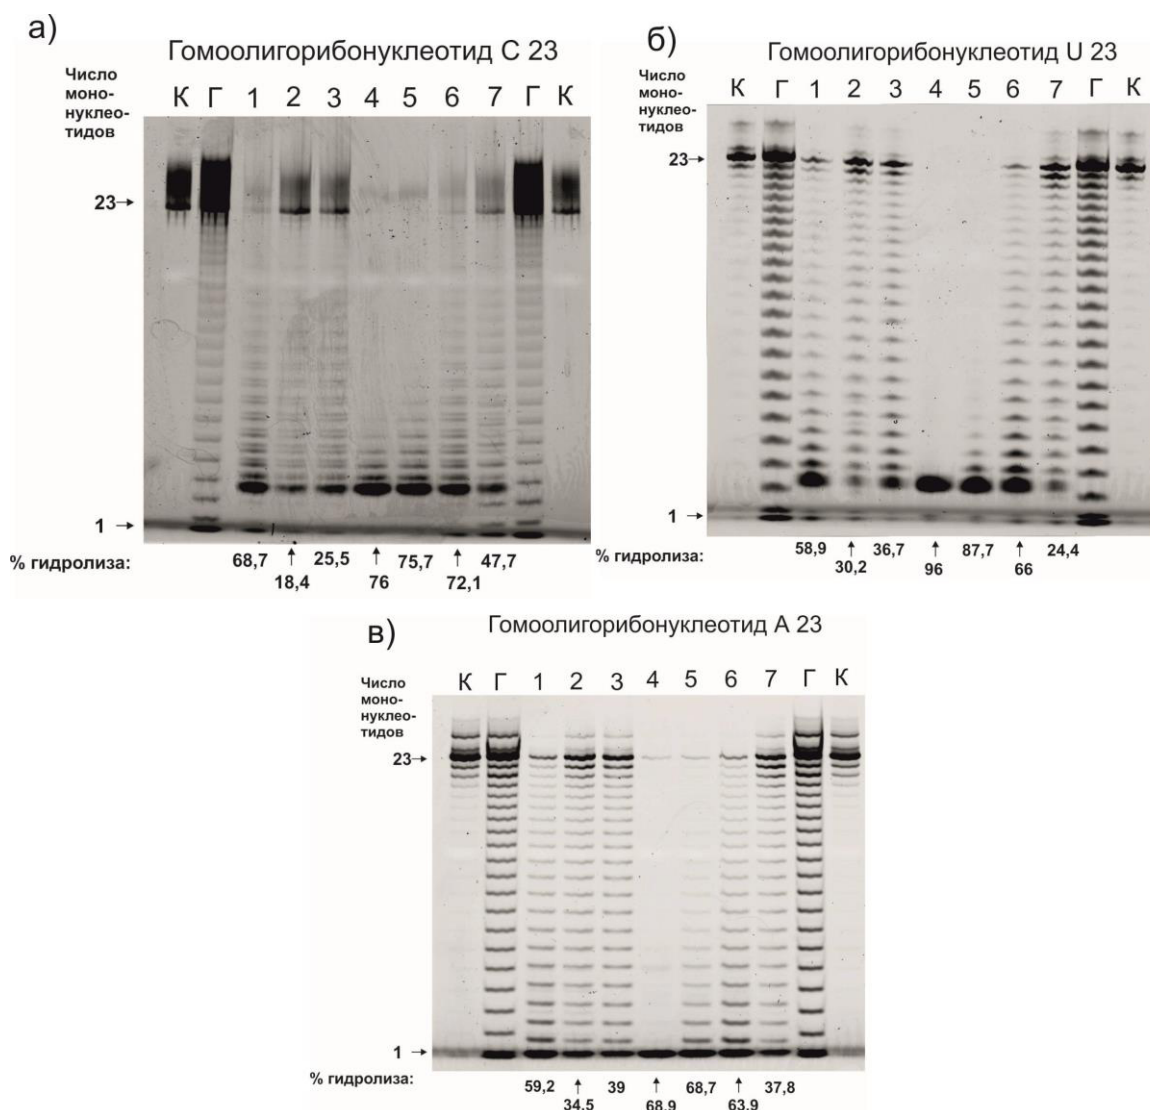 а)
Гомоолигорибонуклеотид С 23
Число
моно-
нуклео-
тидов
К Г 1 2 3 4 5 6 7 Г К
23
1
% гидролиза:
68,7 25,5 75,7 47,7
18,4 76 72,1
б)
Гомоолигорибонуклеотид U 23
Число
моно-
нуклео-
тидов
К Г 1 2 3 4 5 6 7 Г К
23
1
% гидролиза:
58,9 36,7 87,7 24,4
30,2 96 66
в)
Гомоолигорибонуклеотид А 23
Число
моно-
нуклео-
тидов
К Г 1 2 3 4 5 6 7 Г К
23
1
% гидролиза:
59,2 39 68,7 37,8
34,5 68,9 63,9